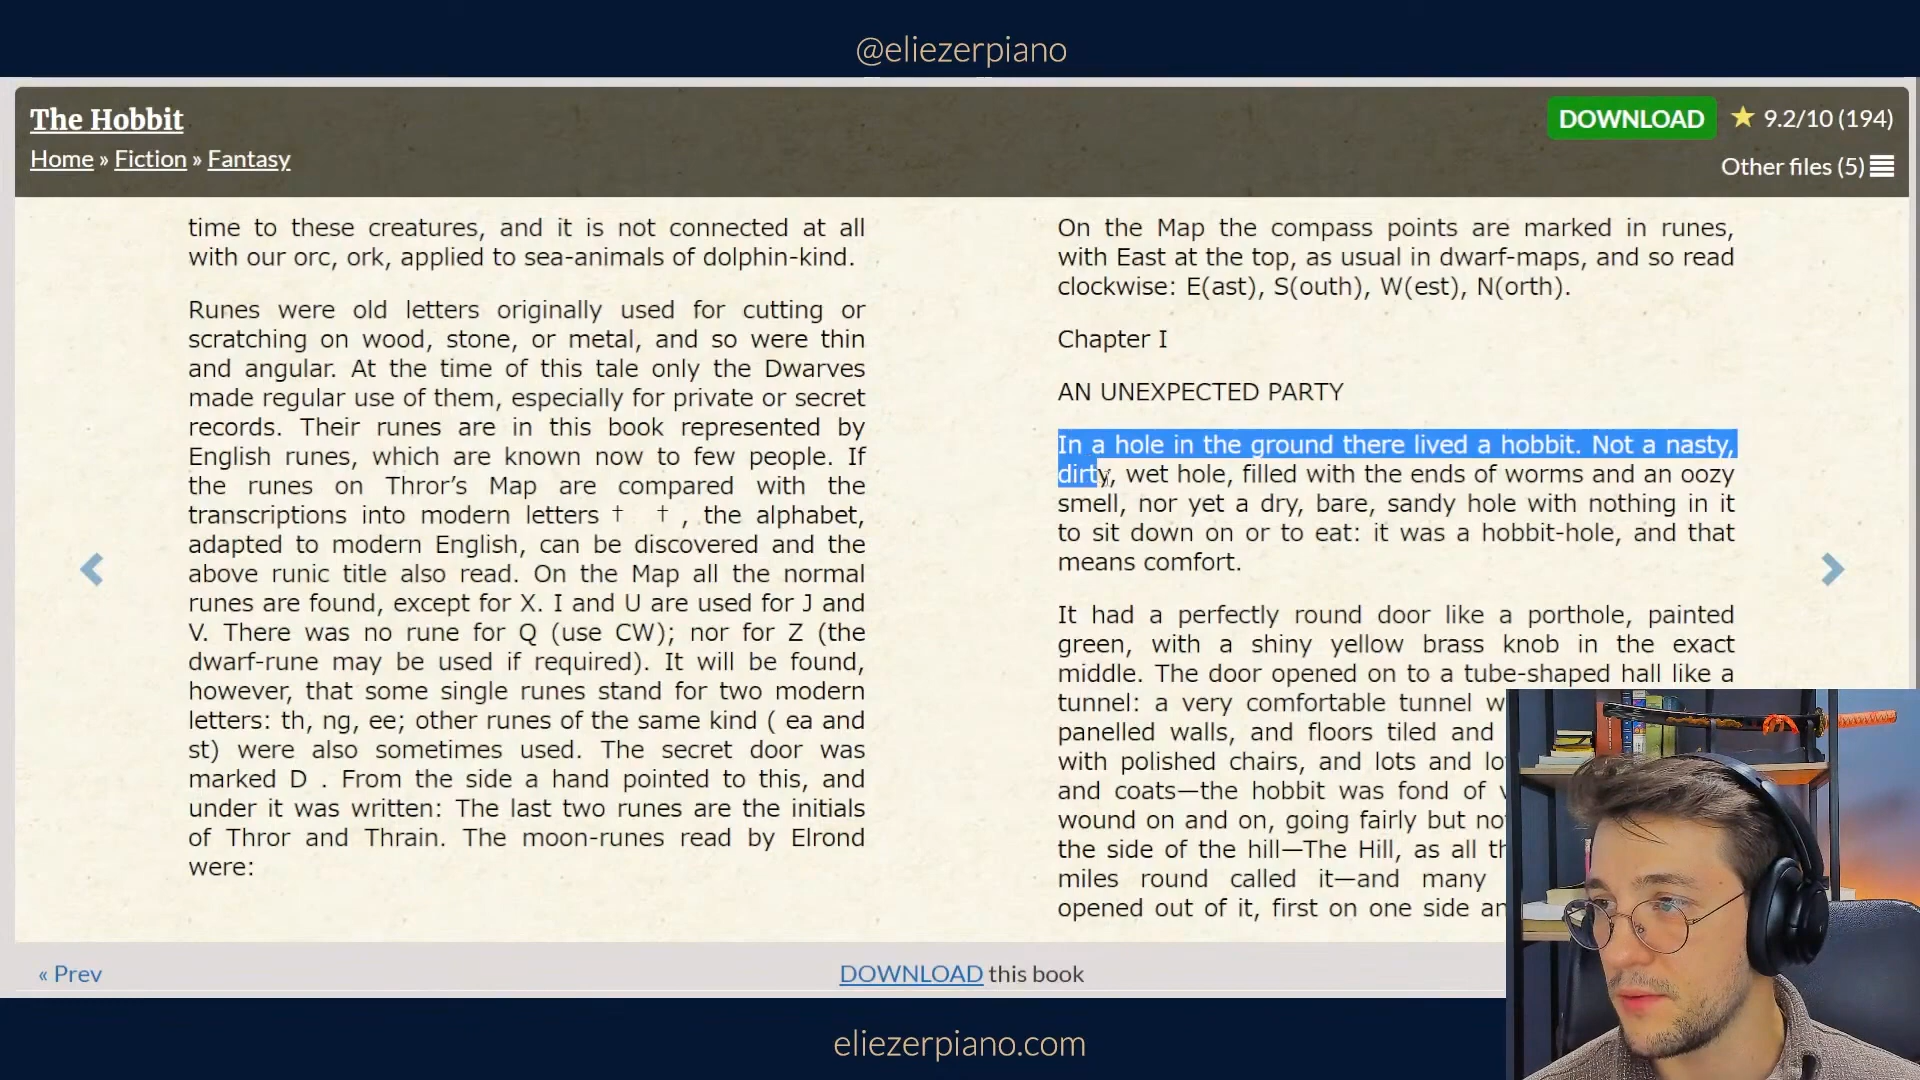 @eliezerpiano
The Hobbit
Home » Fiction » Fantasy
DOWNLOAD
9.2/10 (194)
Other files (5)
time to these creatures, and it is not connected at all
with our orc, ork, applied to sea-animals of dolphin-kind.
Runes were old letters originally used for cutting or
scratching on wood, stone, or metal, and so were thin
and angular. At the time of this tale only the Dwarves
made regular use of them, especially for private or secret
records. Their runes are in this book represented by
English runes, which are known now to few people. If
the runes on Thror’s Map are compared with the
transcriptions into modern letters † † , the alphabet,
adapted to modern English, can be discovered and the
above runic title also read. On the Map all the normal
runes are found, except for X. I and U are used for J and
V. There was no rune for Q (use CW); nor for Z (the
dwarf-rune may be used if required). It will be found,
however, that some single runes stand for two modern
letters: th, ng, ee; other runes of the same kind ( ea and
st) were also sometimes used. The secret door was
marked D . From the side a hand pointed to this, and
under it was written: The last two runes are the initials
of Thror and Thrain. The moon-runes read by Elrond
were:
On the Map the compass points are marked in runes,
with East at the top, as usual in dwarf-maps, and so read
clockwise: E(ast), S(outh), W(est), N(orth).
Chapter I
AN UNEXPECTED PARTY
In a hole in the ground there lived a hobbit. Not a nasty,
dirty, wet hole, filled with the ends of worms and an oozy
smell, nor yet a dry, bare, sandy hole with nothing in it
to sit down on or to eat: it was a hobbit-hole, and that
means comfort.
It had a perfectly round door like a porthole, painted
green, with a shiny yellow brass knob in the exact
middle. The door opened on to a tube-shaped hall like a
tunnel: a very comfortable tunnel
panelled walls, and floors tiled and
with polished chairs, and lots and
and coats—the hobbit was fond of
wound on and on, going fairly but
the side of the hill—The Hill, as all
miles round called it—and many
opened out of it, first on one side
« Prev
DOWNLOAD this book
eliezerpiano.com